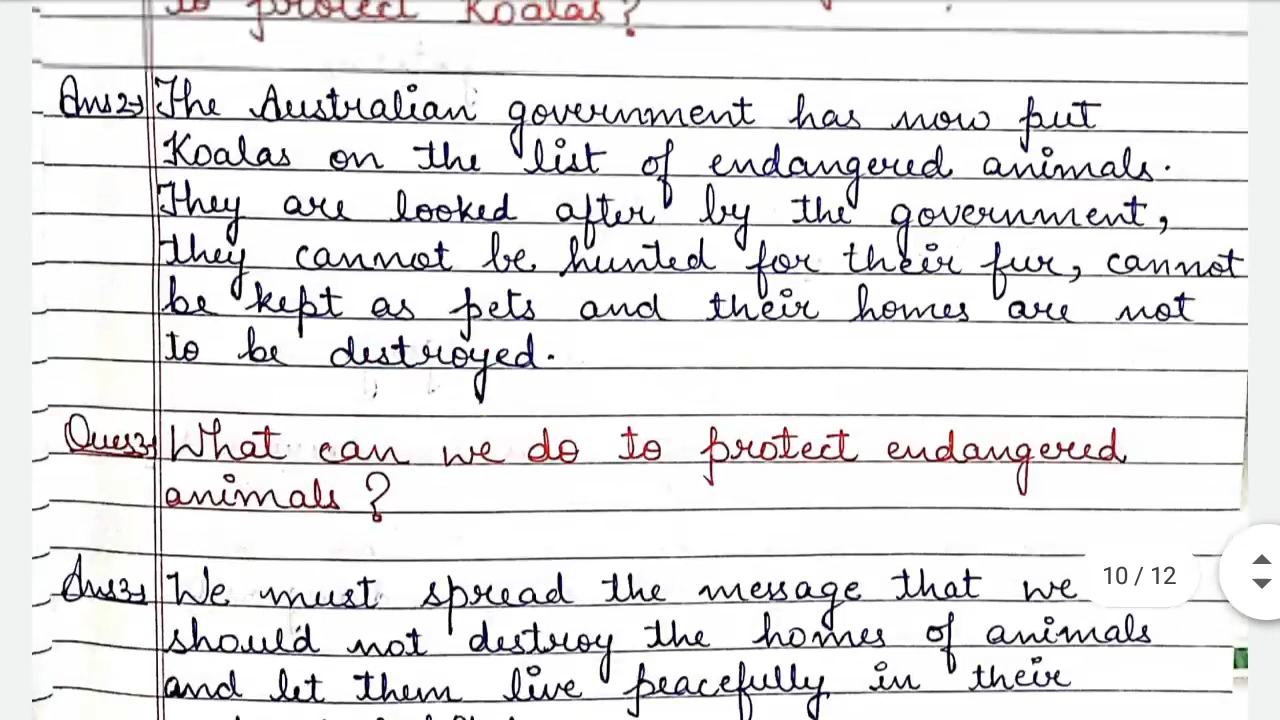 to protect Koalas?
Ans2→ The Australian government has now put
Koalas on the list of endangered animals.
They are looked after by the government,
they cannot be hunted for their fur, cannot
be kept as pets and their homes are not
to be destroyed.
Ques3→ What can we do to protect endangered
animals?
Ans3→ We must spread the message that we
10 / 12
should not destroy the homes of animals
and let them live peacefully in their